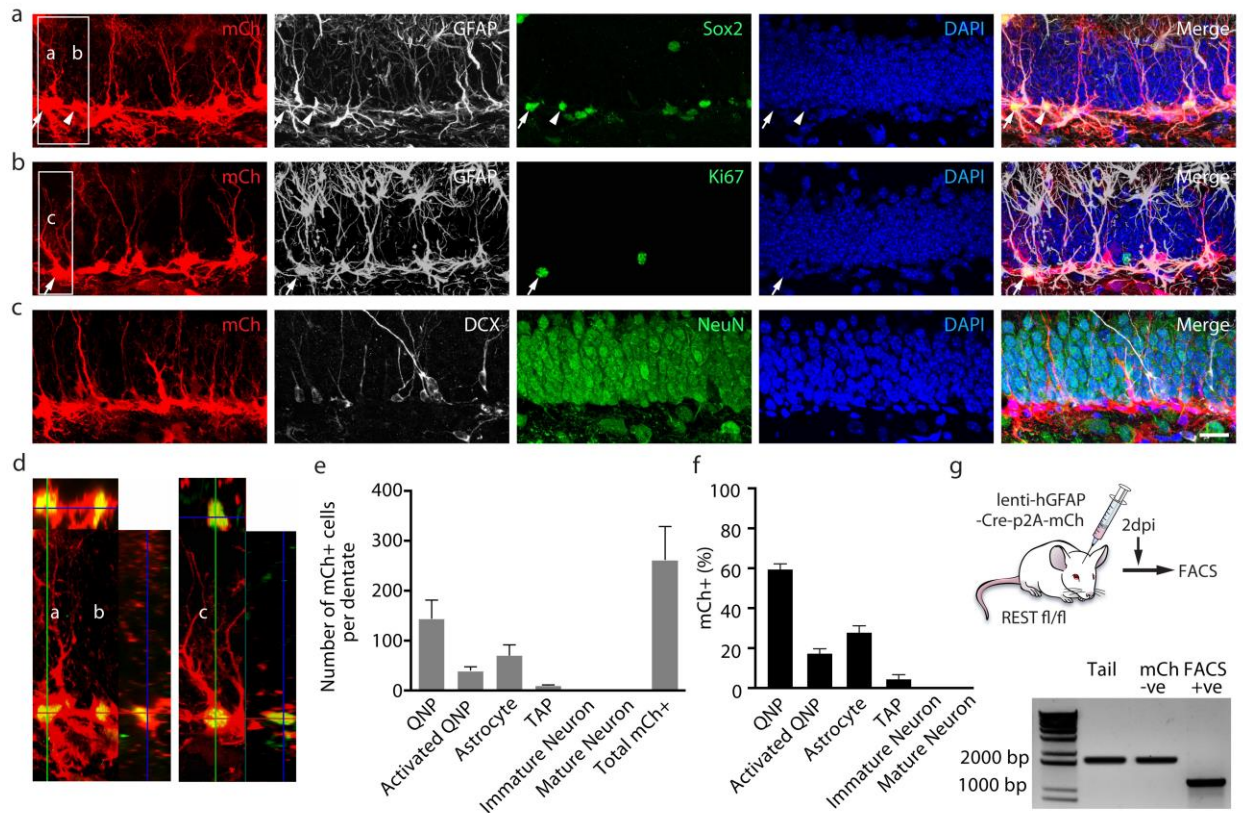 a
mCh
GFAP
Sox2
DAPI
Merge
a
b
b
mCh
GFAP
Ki67
DAPI
Merge
c
c
mCh
DCX
NeuN
DAPI
Merge
d
a
b
c
e
Number of mCh+ cells
per dentate
400
300
200
100
0
QNP
Activated QNP
Astrocyte
TAP
Immature Neuron
Mature Neuron
Total mCh+
f
mCh+ (%)
100
80
60
40
20
0
QNP
Activated QNP
Astrocyte
TAP
Immature Neuron
Mature Neuron
g
lenti-hGFAP
-Cre-p2A-mCh
2dpi
FACS
REST fl/fl
Tail
mCh FACS
-ve +ve
2000 bp
1000 bp